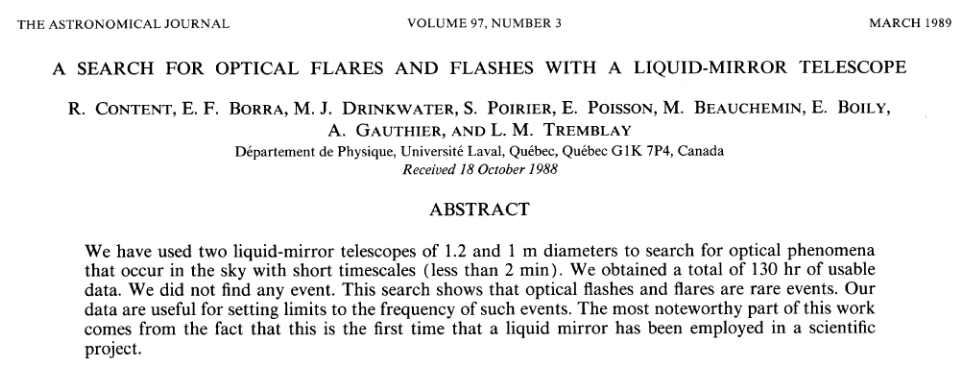 THE ASTRONOMICAL JOURNAL VOLUME 97, NUMBER 3 MARCH 1989
A SEARCH FOR OPTICAL FLARES AND FLASHES WITH A LIQUID-MIRROR TELESCOPE
R. CONTENT, E. F. BORRA, M. J. DRINKWATER, S. POIRIER, E. POISSON, M. BEAUCHEMIN, E. BOILY,
A. GAUTHIER, AND L. M. TREMBLAY
Département de Physique, Université Laval, Québec, Québec G1K 7P4, Canada
Received 18 October 1988
ABSTRACT
We have used two liquid-mirror telescopes of 1.2 and 1 m diameters to search for optical phenomena
that occur in the sky with short timescales (less than 2 min). We obtained a total of 130 hr of usable
data. We did not find any event. This search shows that optical flashes and flares are rare events. Our
data are useful for setting limits to the frequency of such events. The most noteworthy part of this work
comes from the fact that this is the first time that a liquid mirror has been employed in a scientific
project.